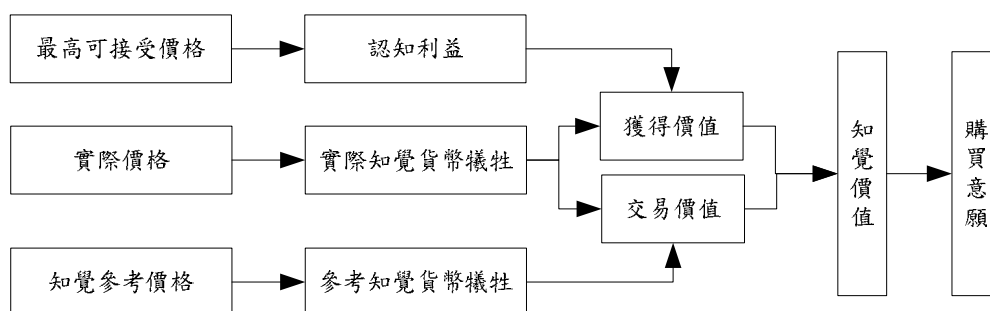 最高可接受價格
認知利益
獲得價值
實際價格
實際知覺貨幣犧牲
交易價值
知覺參考價格
參考知覺貨幣犧牲
知覺價值
購買意願